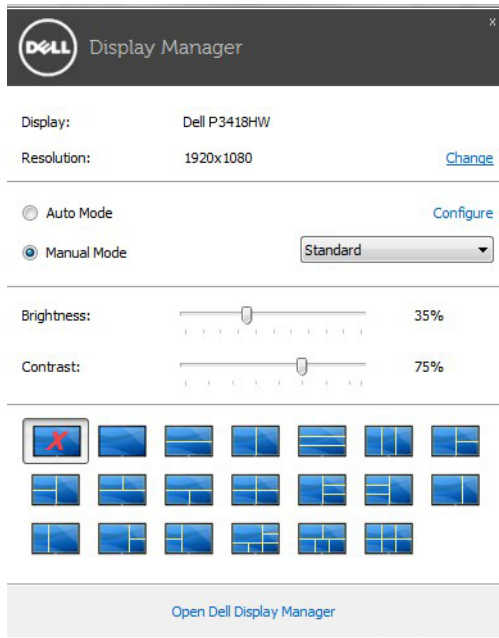 x
DELL Display Manager
Display: Dell P3418HW
Resolution: 1920x1080 Change
Auto Mode Configure
Manual Mode Standard
Brightness: 35%
Contrast: 75%
X
Open Dell Display Manager